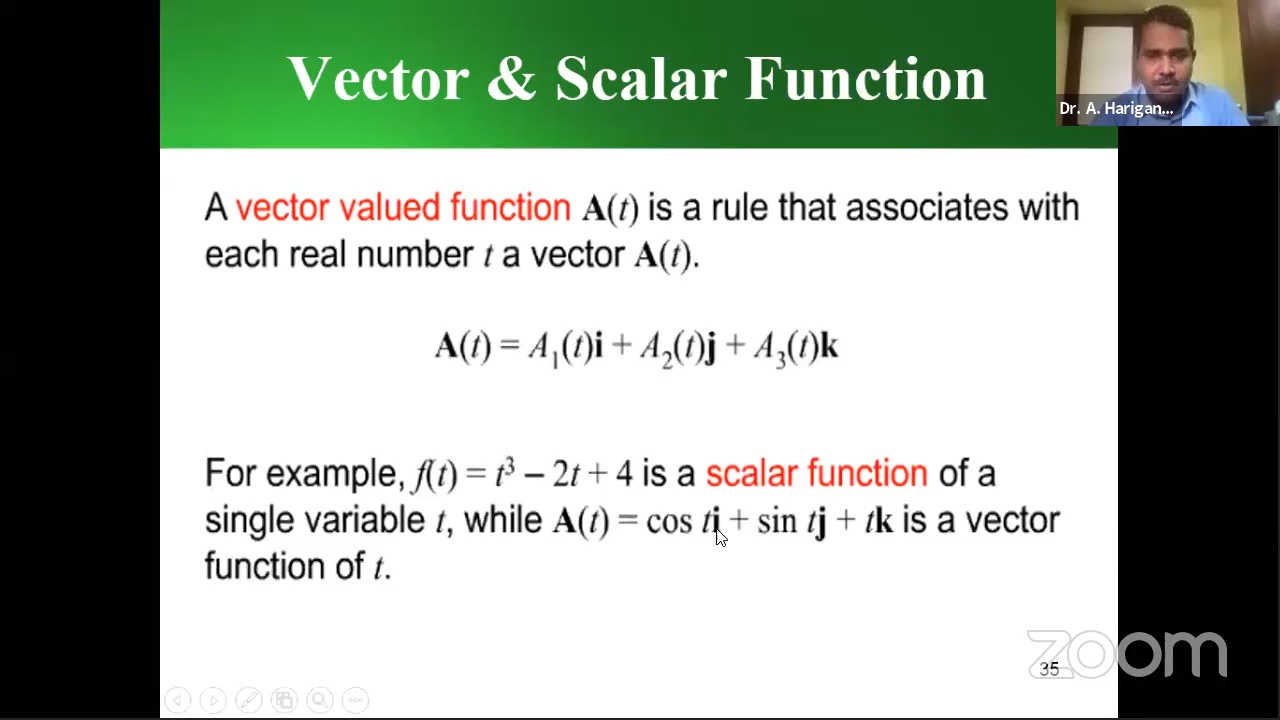 Vector & Scalar Function
Dr. A. Harigan...
A vector valued function A(t) is a rule that associates with
each real number t a vector A(t).
A(t) = A₁(t)i + A₂(t)j + A₃(t)k
For example, f(t) = t³ – 2t + 4 is a scalar function of a
single variable t, while A(t) = cos ti + sin tj + tk is a vector
function of t.
zoom
35